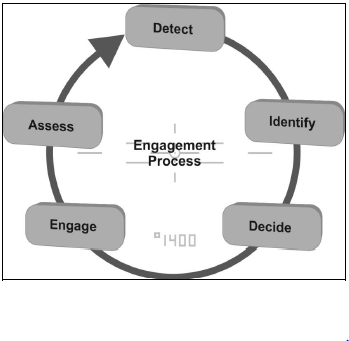 Detect
Identify
Decide
Engage
Assess
Engagement
Process
°1400